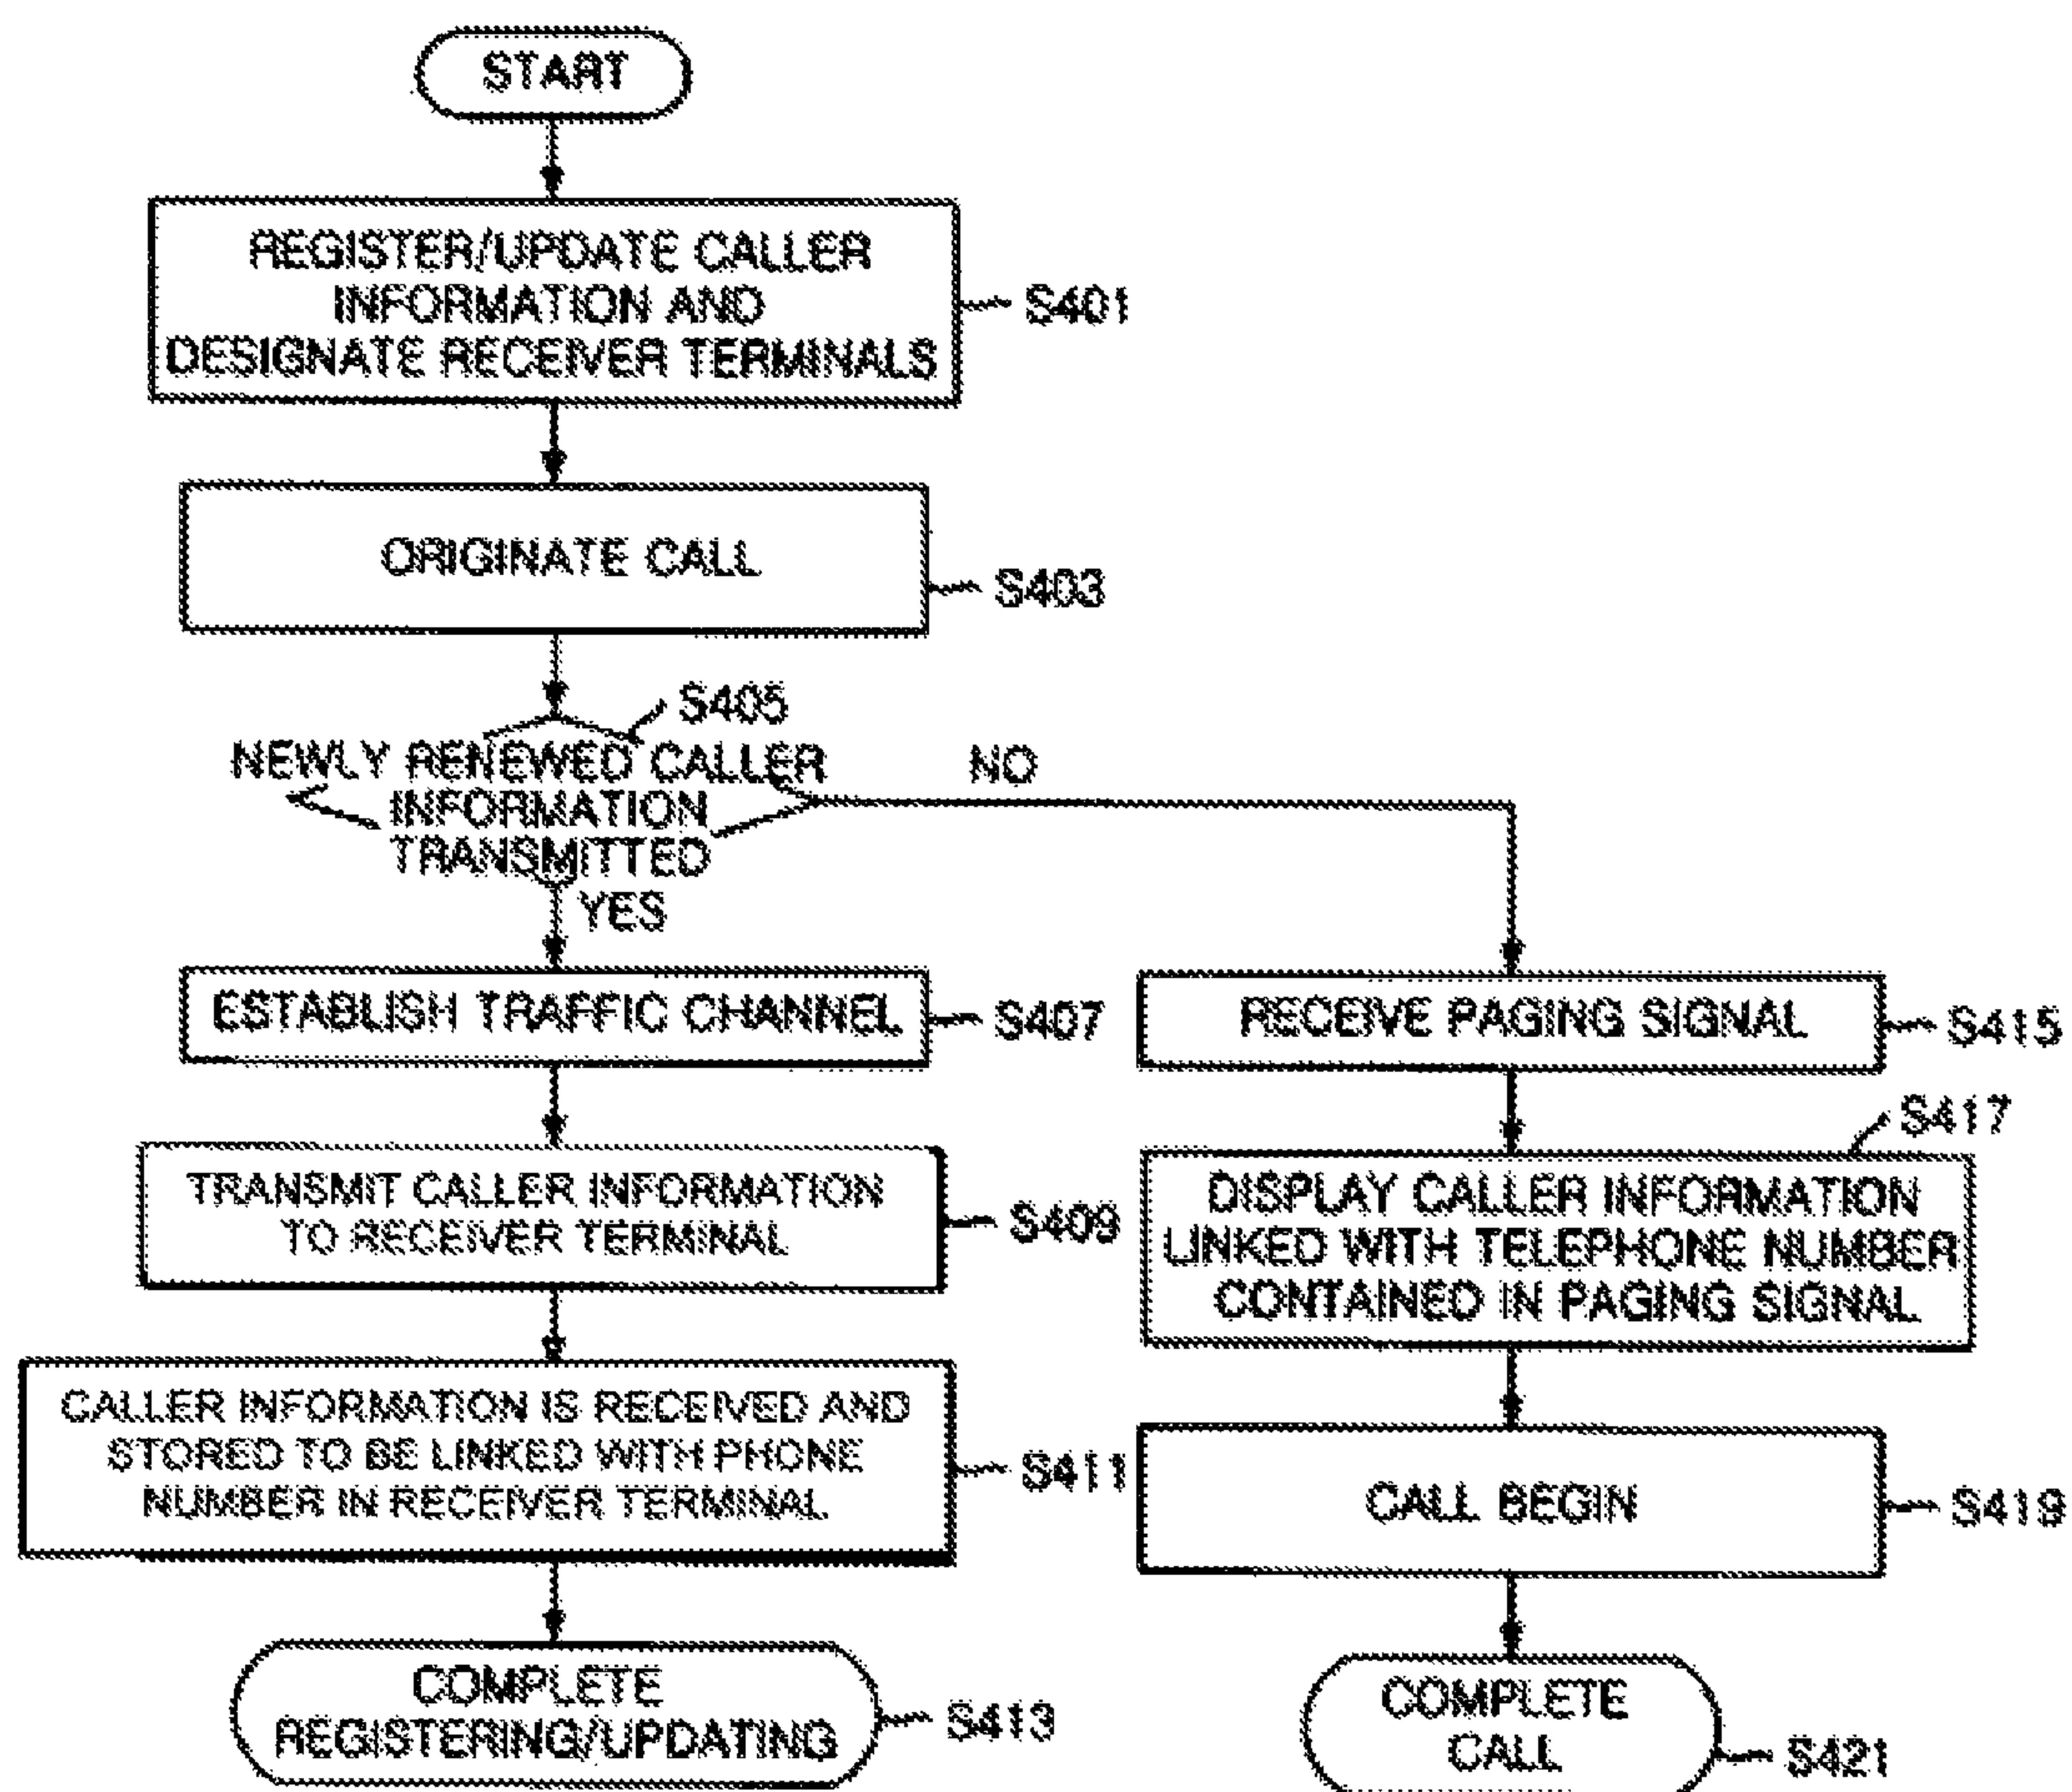 START
REGISTER/UPDATE CALLER
INFORMATION AND
DESIGNATE RECEIVER TERMINALS
S401
ORIGINATE CALL
S403
S405
NEWLY RENEWED CALLER
INFORMATION
TRANSMITTED
NO
YES
ESTABLISH TRAFFIC CHANNEL
S407
TRANSMIT CALLER INFORMATION
TO RECEIVER TERMINAL
S409
CALLER INFORMATION IS RECEIVED AND
STORED TO BE LINKED WITH PHONE
NUMBER IN RECEIVER TERMINAL
S411
COMPLETE
REGISTERING/UPDATING
S413
RECEIVE PAGING SIGNAL
S415
S417
DISPLAY CALLER INFORMATION
LINKED WITH TELEPHONE NUMBER
CONTAINED IN PAGING SIGNAL
CALL BEGIN
S419
COMPLETE
CALL
S421